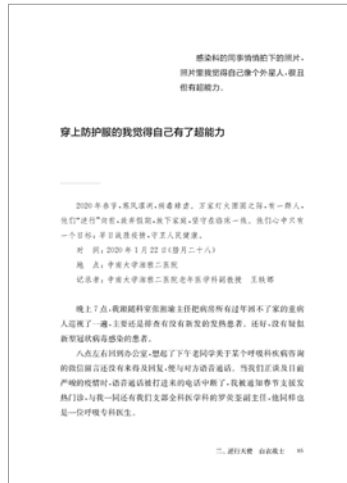 感染科的同事悄悄拍下的照片，
照片里我觉得自己像个外星人，很丑
但有超能力。
穿上防护服的我觉得自己有了超能力
2020年春节，寒风凛冽，病毒肆虐。万家灯火团圆之际，有一群人，
他们“逆行”向前，放弃假期，放下家庭，坚守在临床一线。他们心中只有
一个目标：早日战胜疫情，守卫人民健康。
时 间：2020年1月22日（腊月二十八）
地 点：中南大学湘雅二医院
记录者：中南大学湘雅二医院老年医学科副教授 王轶娜
晚上7点，我跟随科室张湘瑜主任把病房所有过年回不了家的重病
人巡视了一遍，主要还是排查有没有新发的发热患者。还好，没有疑似
新型冠状病毒感染的患者。
八点左右回到办公室，想起了下午老同学关于某个呼吸科疾病咨询
的微信留言还没有来得及回复，便与对方语音通话。当我们正谈及目前
严峻的疫情时，语音通话被打进来的电话中断了，我被通知春节支援发
热门诊，与我一同还有我们支部全科医学科的罗荧荃副主任，他同样也
是一位呼吸专科医生。
二、逆行天使 白衣战士